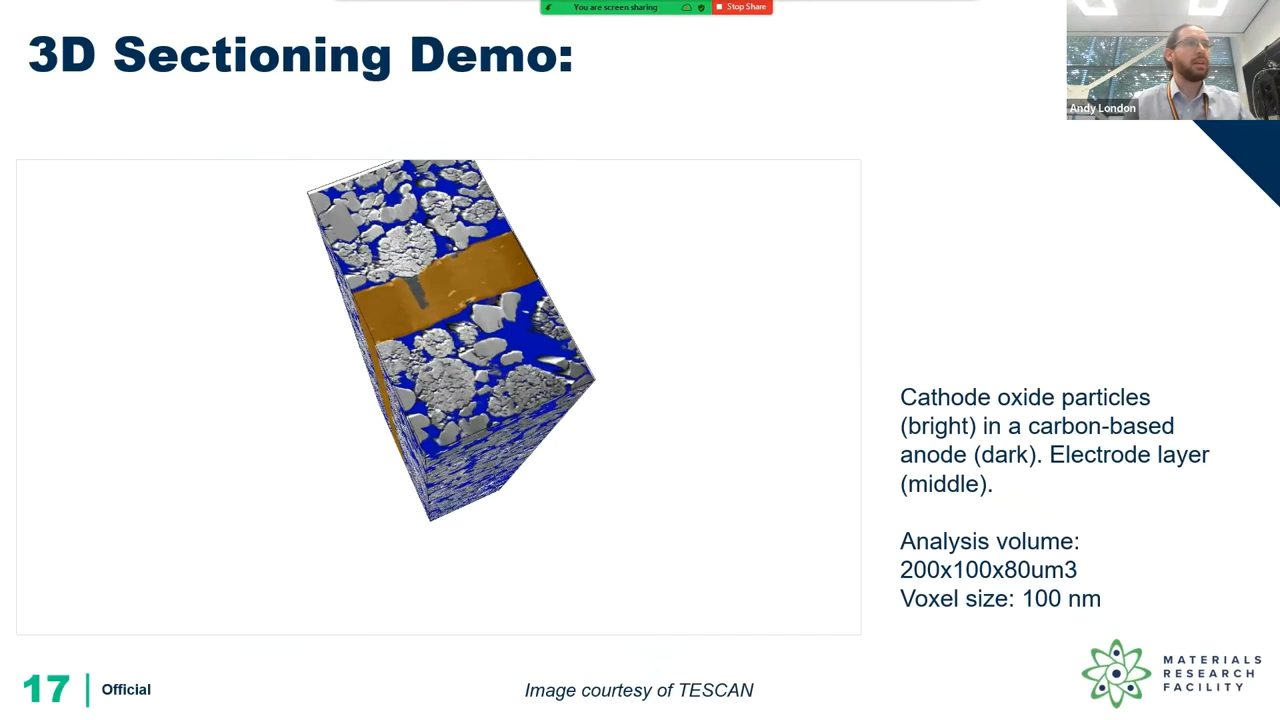 You are screen sharing
Stop Share
3D Sectioning Demo:
Andy London
Cathode oxide particles
(bright) in a carbon-based
anode (dark). Electrode layer
(middle).
Analysis volume:
200x100x80um3
Voxel size: 100 nm
17
Official
Image courtesy of TESCAN
MATERIALS
RESEARCH
FACILITY